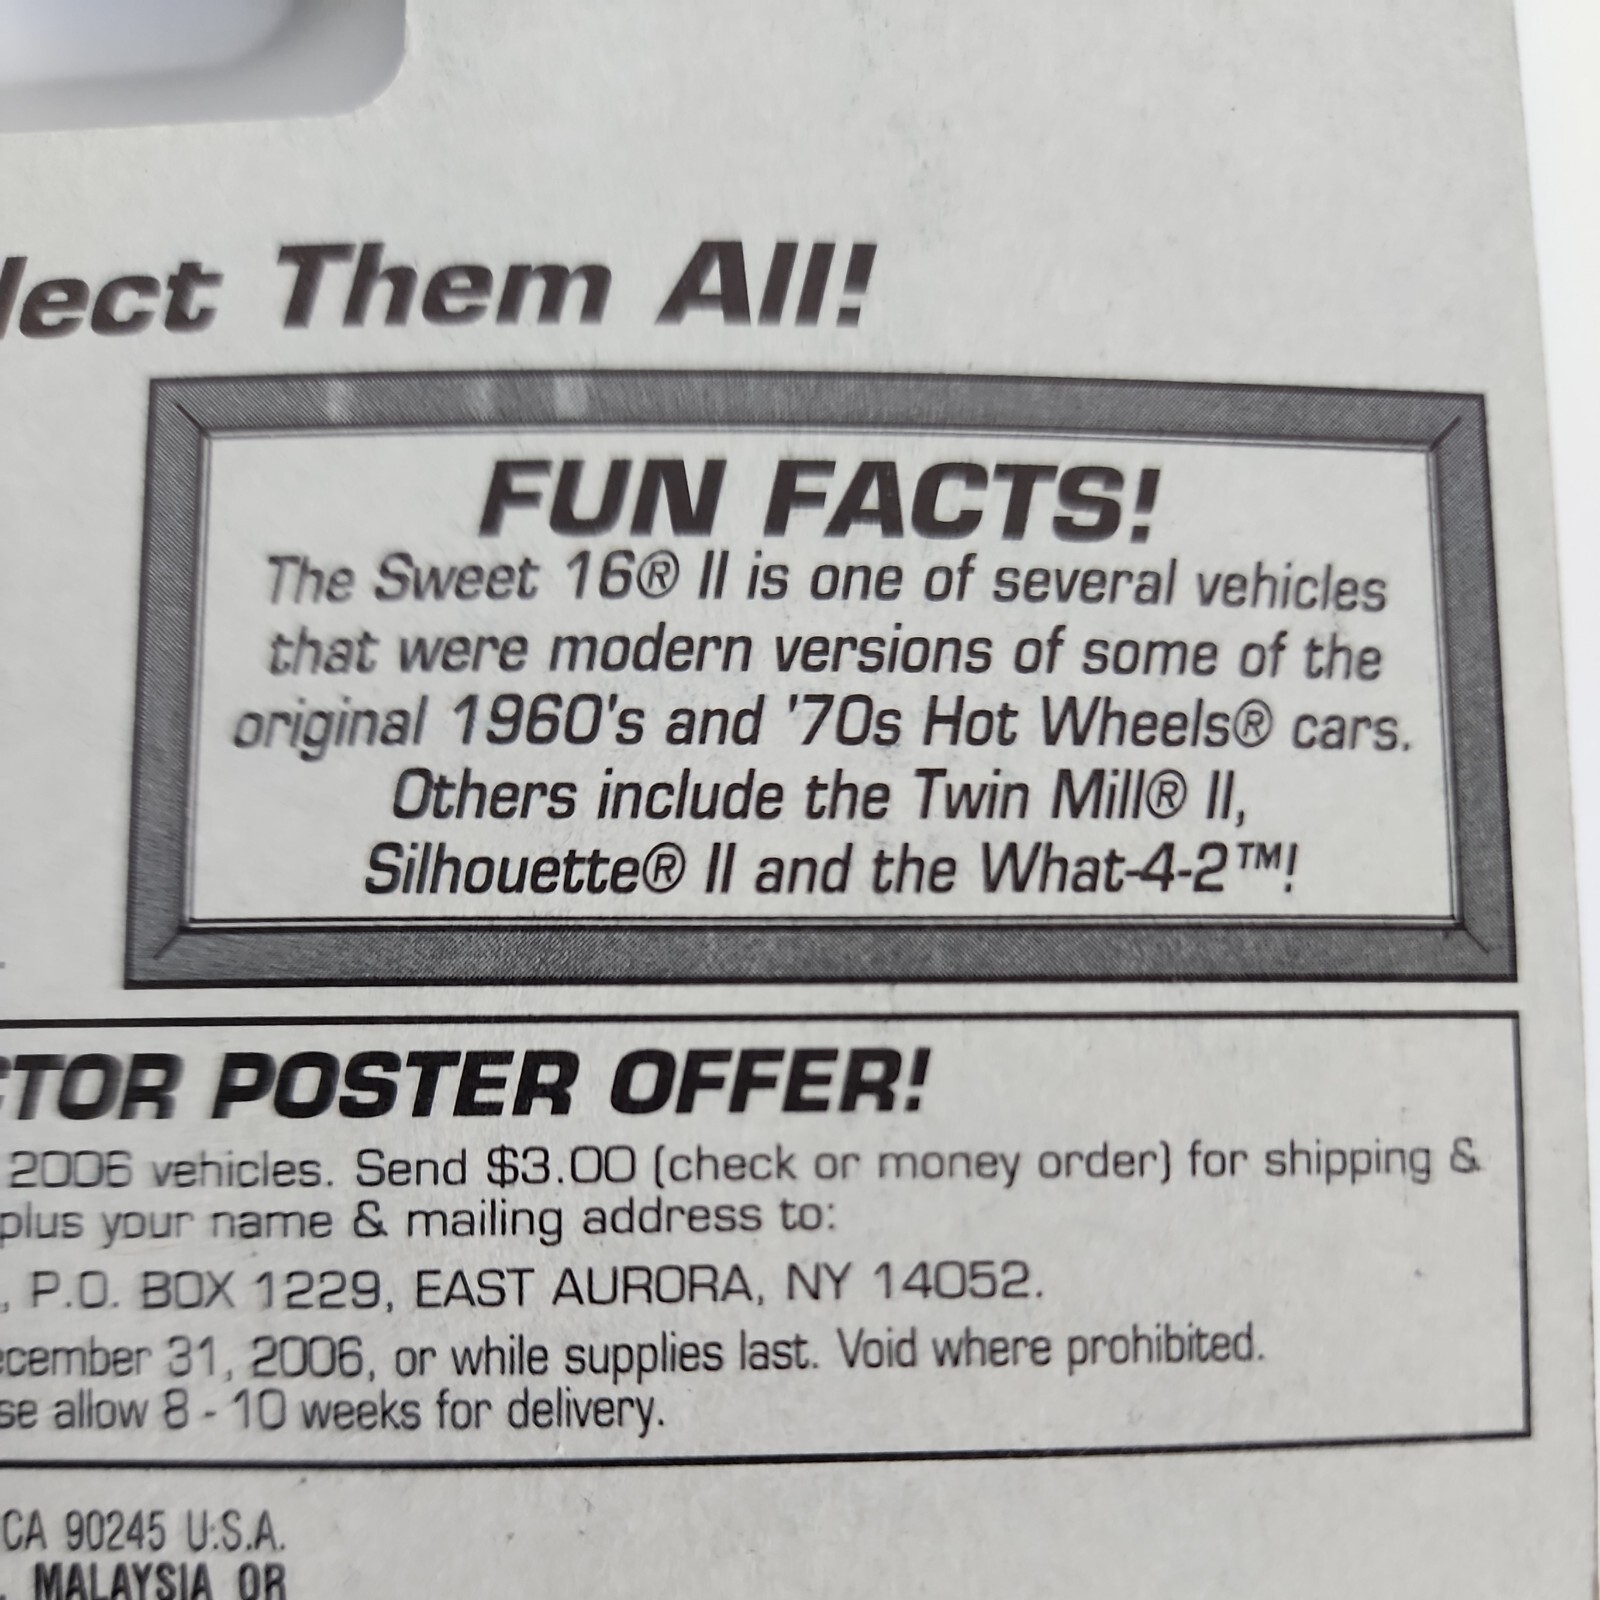 lect Them All!
FUN FACTS!
The Sweet 16® II is one of several vehicles
that were modern versions of some of the
original 1960's and '70s Hot Wheels® cars.
Others include the Twin Mill® II,
Silhouette® II and the What-4-2™!
CTOR POSTER OFFER!
2006 vehicles. Send $3.00 (check or money order) for shipping &
plus your name & mailing address to:
, P.O. BOX 1229, EAST AURORA, NY 14052.
ecember 31, 2006, or while supplies last. Void where prohibited.
se allow 8 - 10 weeks for delivery.
CA 90245 U.S.A.
. MALAYSIA OR